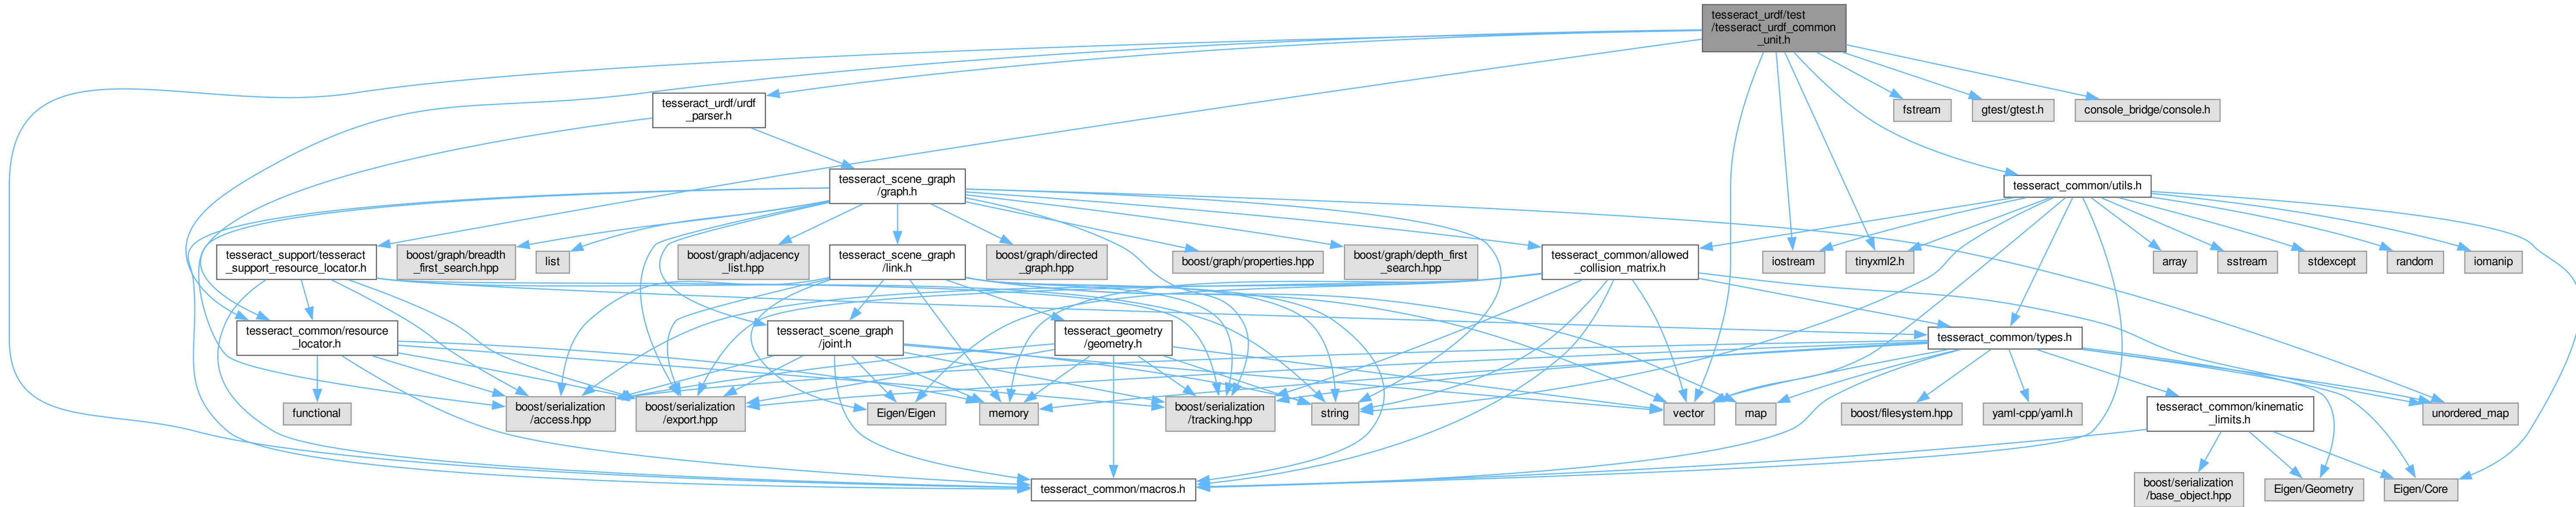 tesseract_urdf/test
/tesseract_urdf_common
_unit.h
tesseract_urdf/urdf
_parser.h
fstream
gtest/gtest.h
console_bridge/console.h
tesseract_scene_graph
/graph.h
tesseract_common/utils.h
tesseract_support/tesseract
_support_resource_locator.h
boost/graph/breadth
_first_search.hpp
list
boost/graph/adjacency
_list.hpp
tesseract_scene_graph
/link.h
boost/graph/directed
_graph.hpp
boost/graph/properties.hpp
boost/graph/depth_first
_search.hpp
tesseract_common/allowed
_collision_matrix.h
iostream
tinyxml2.h
array
sstream
stdexcept
random
iomanip
tesseract_common/resource
_locator.h
tesseract_scene_graph
/joint.h
tesseract_geometry
/geometry.h
tesseract_common/types.h
functional
boost/serialization
/access.hpp
boost/serialization
/export.hpp
Eigen/Eigen
memory
boost/serialization
/tracking.hpp
string
vector
map
boost/filesystem.hpp
yaml-cpp/yaml.h
tesseract_common/kinematic
_limits.h
unordered_map
tesseract_common/macros.h
boost/serialization
/base_object.hpp
Eigen/Geometry
Eigen/Core